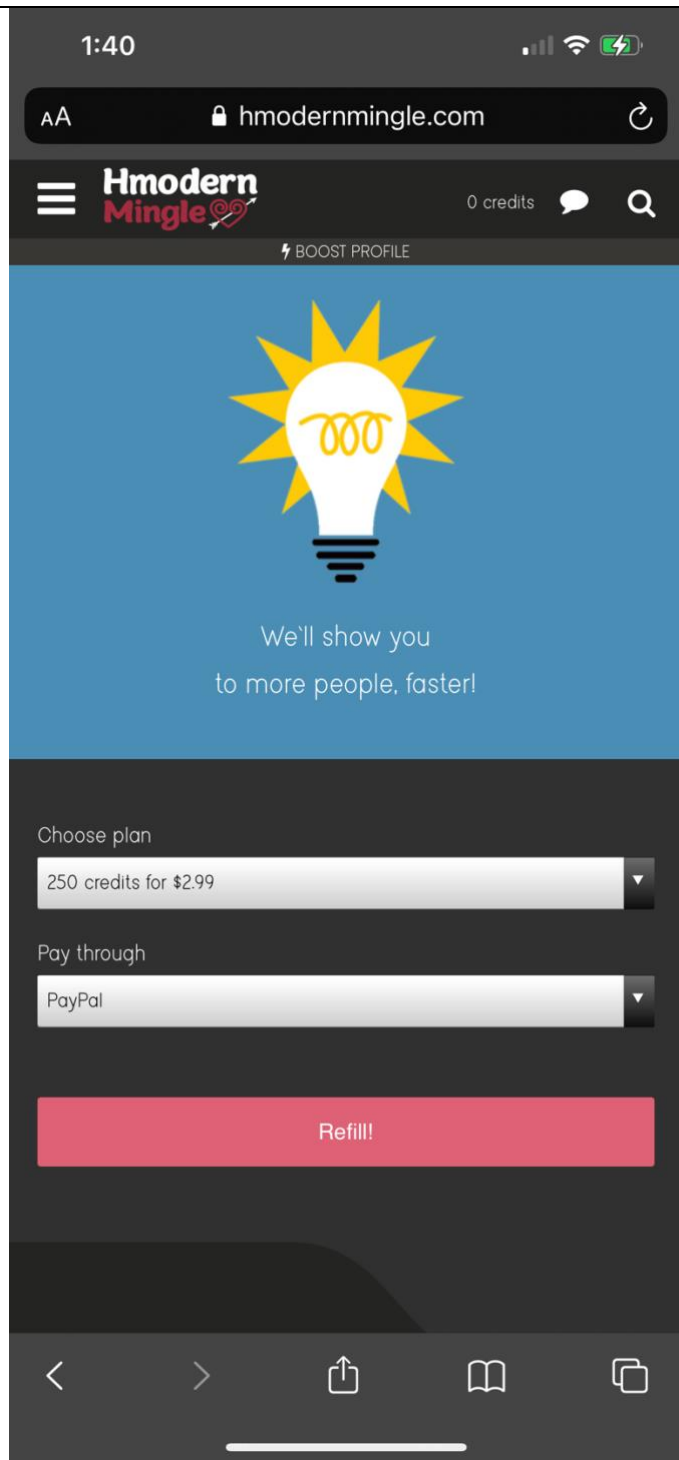 1:40
AA hmodernmingle.com
Hmodern
Mingle
0 credits
BOOST PROFILE
We`ll show you
to more people, faster!
Choose plan
250 credits for $2.99
Pay through
PayPal
Refill!